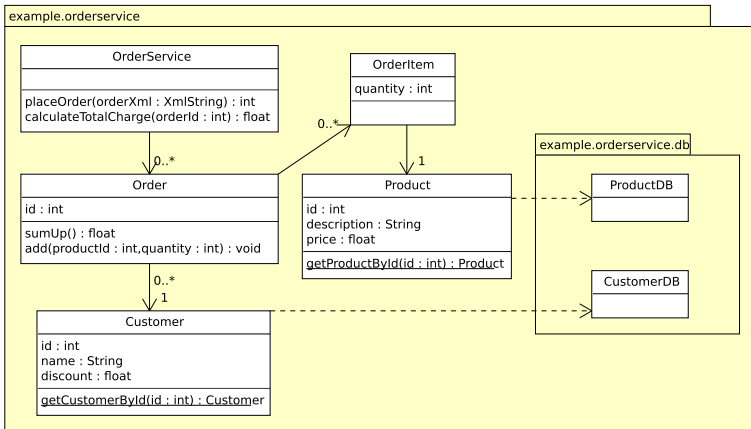 example.orderservice
OrderService
placeOrder(orderXml : XmlString) : int
calculateTotalCharge(orderId : int) : float
OrderItem
quantity : int
0..*
0..*
1
example.orderservice.db
Order
id : int
sumUp() : float
add(productId : int,quantity : int) : void
Product
id : int
description : String
price : float
getProductById(id : int) : Product
ProductDB
0..*
1
CustomerDB
Customer
id : int
name : String
discount : float
getCustomerById(id : int) : Customer